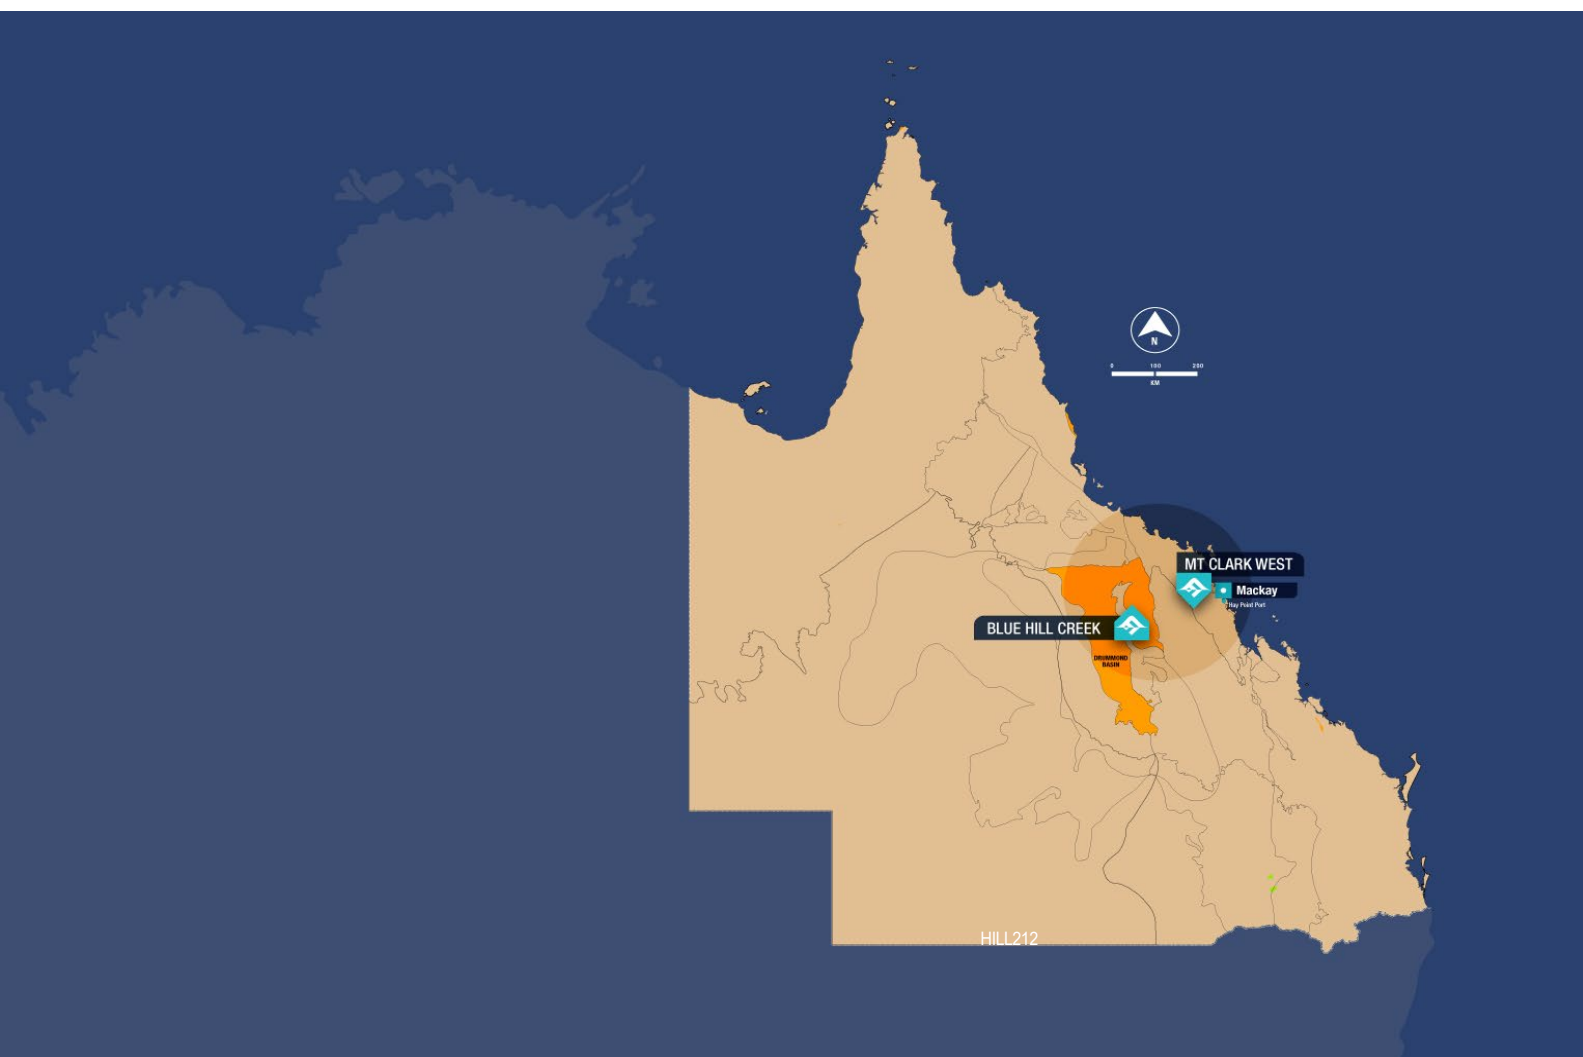 N
0 100 200
KM
MT CLARK WEST
Mackay
Hay Point Port
BLUE HILL CREEK
DRUMMOND
BASIN
HILL212